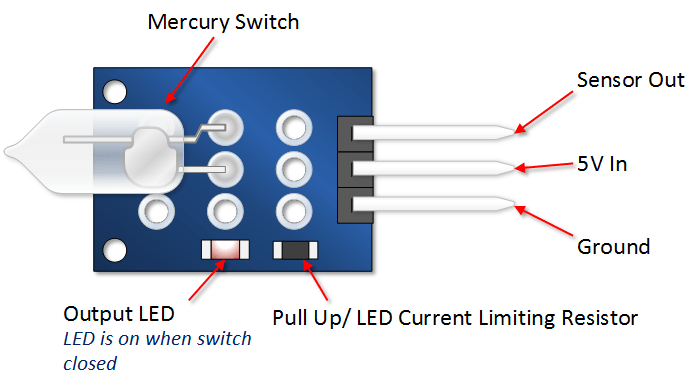 Mercury Switch
Sensor Out
5V In
Ground
Output LED
LED is on when switch
closed
Pull Up/ LED Current Limiting Resistor